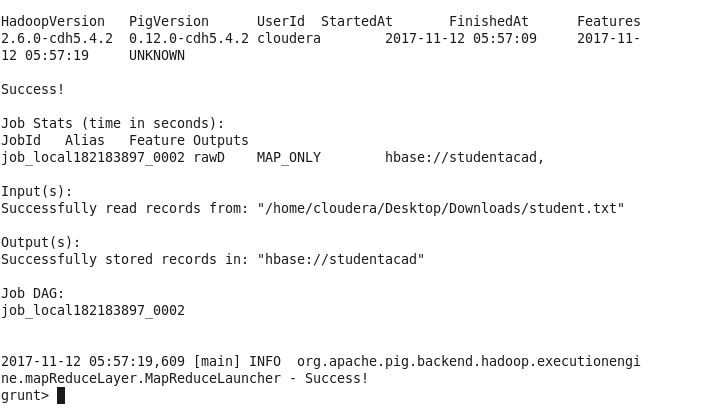 HadoopVersion   PigVersion      UserId  StartedAt       FinishedAt      Features
2.6.0-cdh5.4.2  0.12.0-cdh5.4.2 cloudera        2017-11-12 05:57:09     2017-11-
12 05:57:19     UNKNOWN
Success!
Job Stats (time in seconds):
JobId   Alias   Feature Outputs
job_local182183897_0002 rawD    MAP_ONLY        hbase://studentacad,
Input(s):
Successfully read records from: "/home/cloudera/Desktop/Downloads/student.txt"
Output(s):
Successfully stored records in: "hbase://studentacad"
Job DAG:
job_local182183897_0002
2017-11-12 05:57:19,609 [main] INFO  org.apache.pig.backend.hadoop.executionengi
ne.mapReduceLayer.MapReduceLauncher - Success!
grunt>